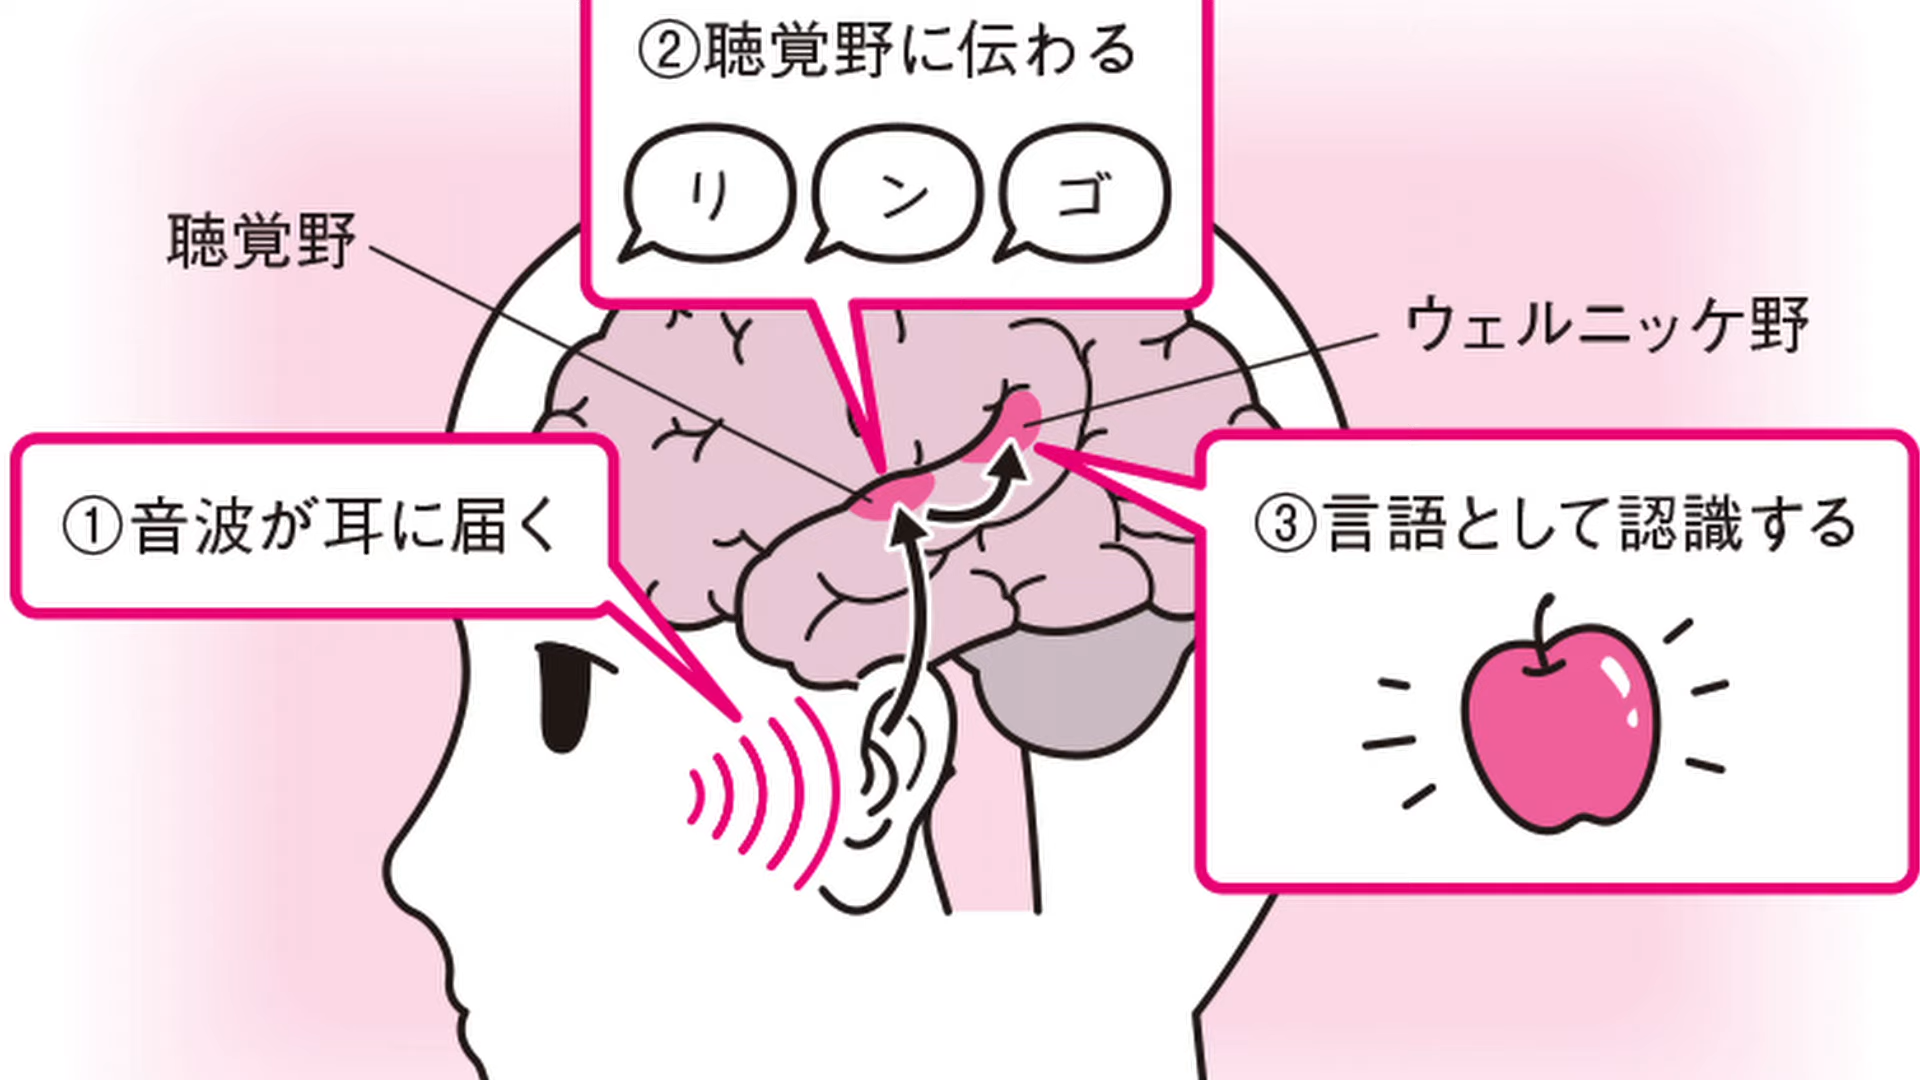 ②聴覚野に伝わる
リ
ン
ゴ
聴覚野
ウェルニッケ野
①音波が耳に届く
③言語として認識する